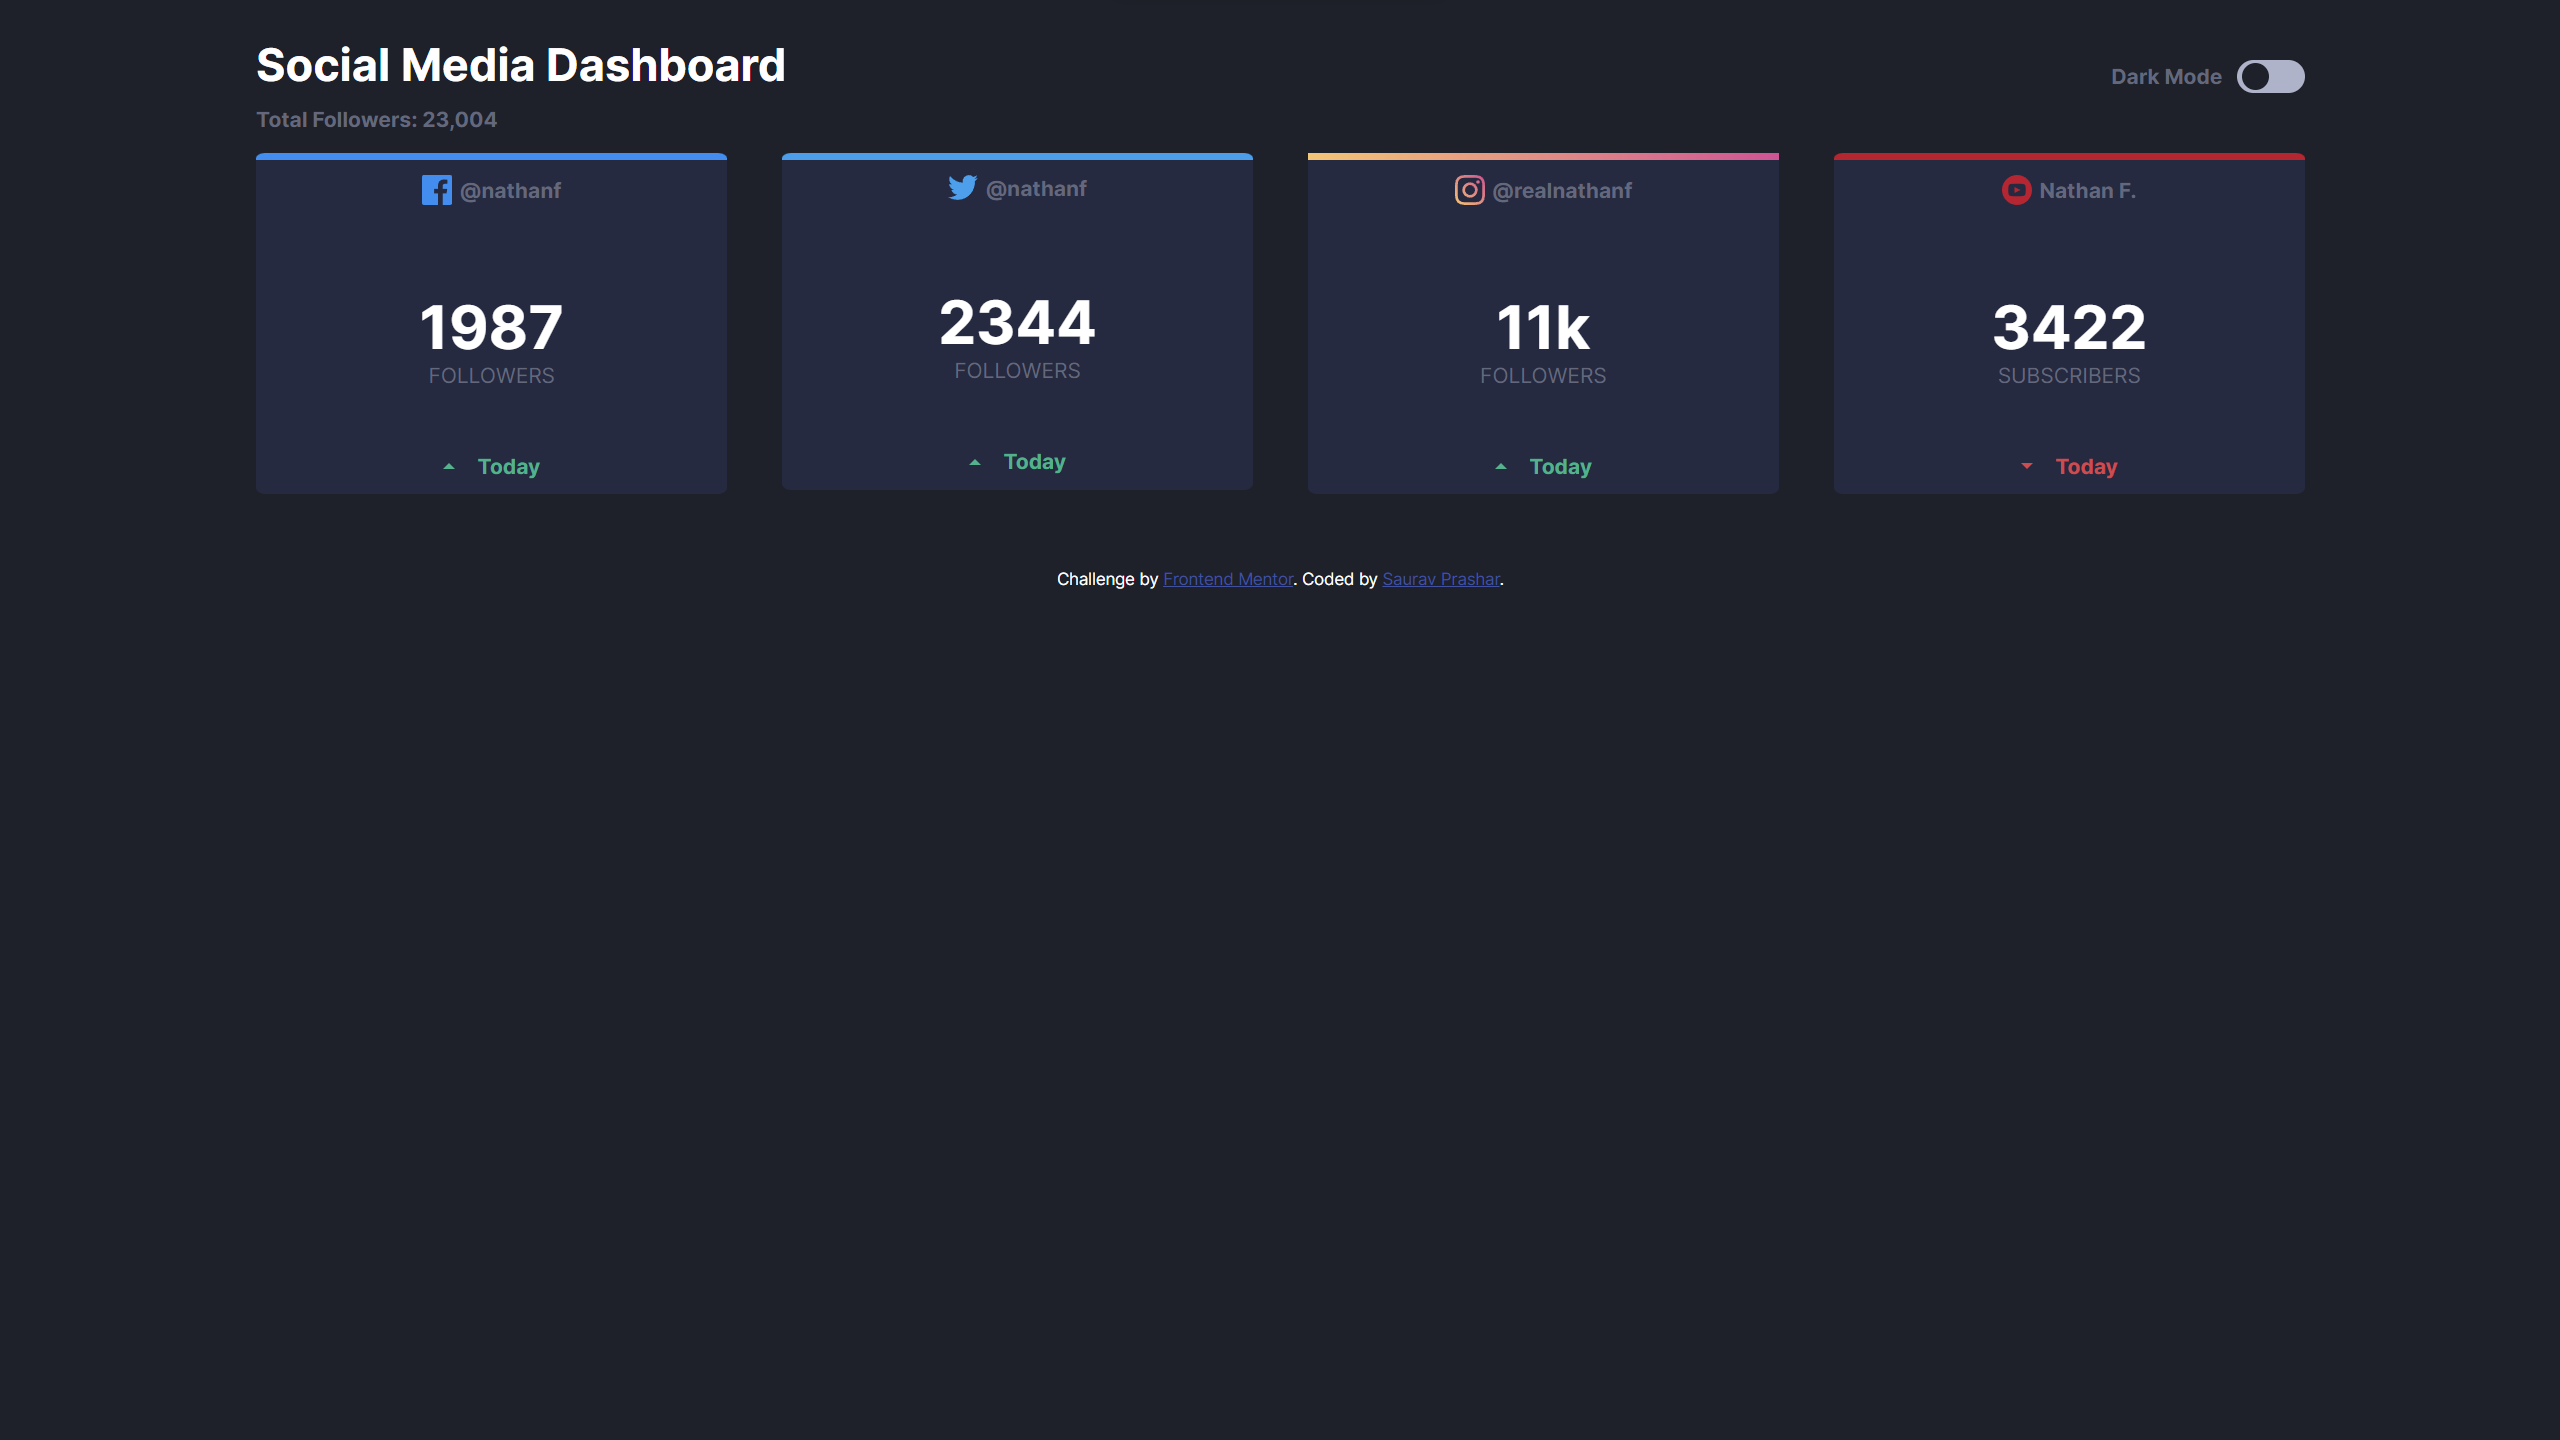 Social Media Dashboard
Dark Mode
Total Followers: 23,004
@nathanf
1987
FOLLOWERS
Today
@nathanf
2344
FOLLOWERS
Today
@realnathanf
11k
FOLLOWERS
Today
Nathan F.
3422
SUBSCRIBERS
Today
Challenge by Frontend Mentor. Coded by Saurav Prashar.